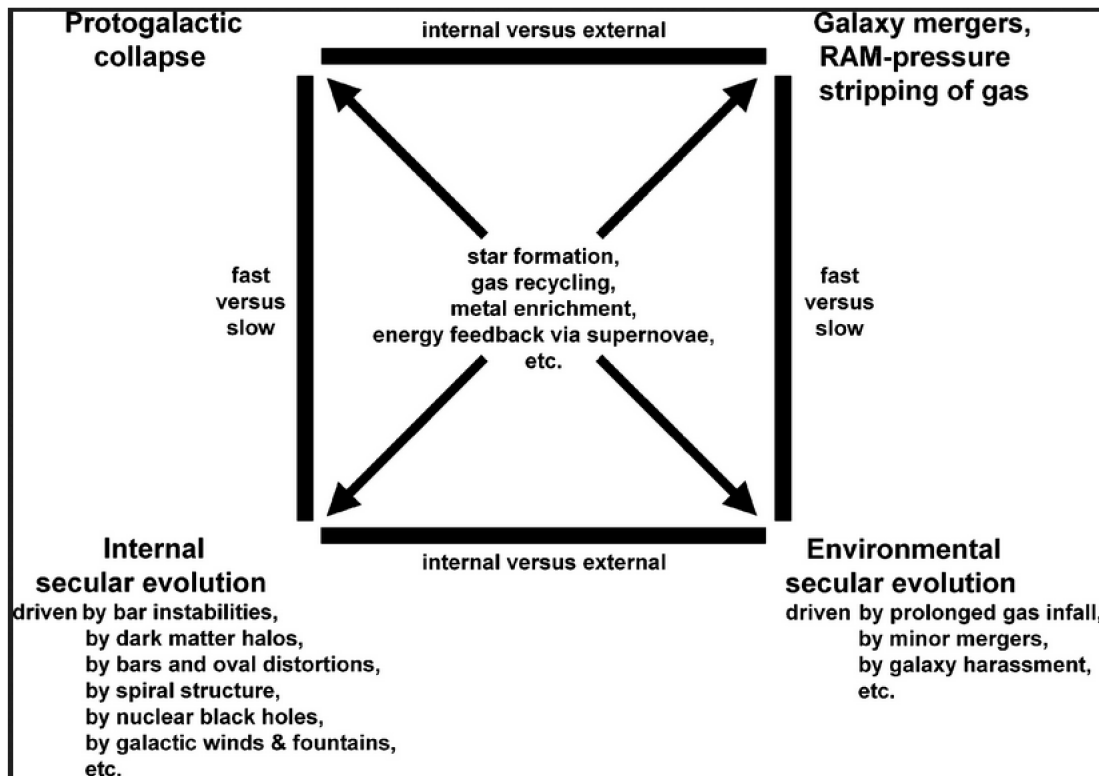 Protogalactic
collapse
internal versus external
Galaxy mergers,
RAM-pressure
stripping of gas
fast
versus
slow
star formation,
gas recycling,
metal enrichment,
energy feedback via supernovae,
etc.
fast
versus
slow
Internal
secular evolution
driven by bar instabilities,
by dark matter halos,
by bars and oval distortions,
by spiral structure,
by nuclear black holes,
by galactic winds & fountains,
etc.
internal versus external
Environmental
secular evolution
driven by prolonged gas infall,
by minor mergers,
by galaxy harassment,
etc.